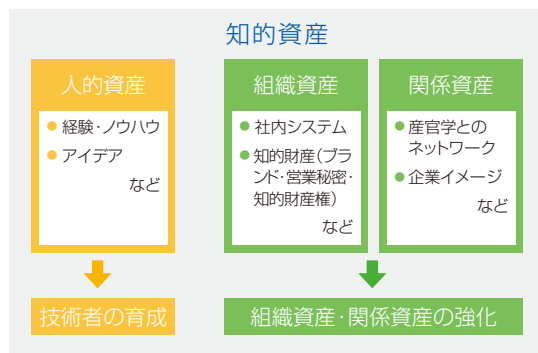 知的資産
人的資産
● 経験・ノウハウ
● アイデア
など
組織資産
● 社内システム
● 知的財産(ブラ
ンド・営業秘密・
知的財産権)
など
関係資産
● 産官学との
ネットワーク
● 企業イメージ
など
技術者の育成
組織資産・関係資産の強化